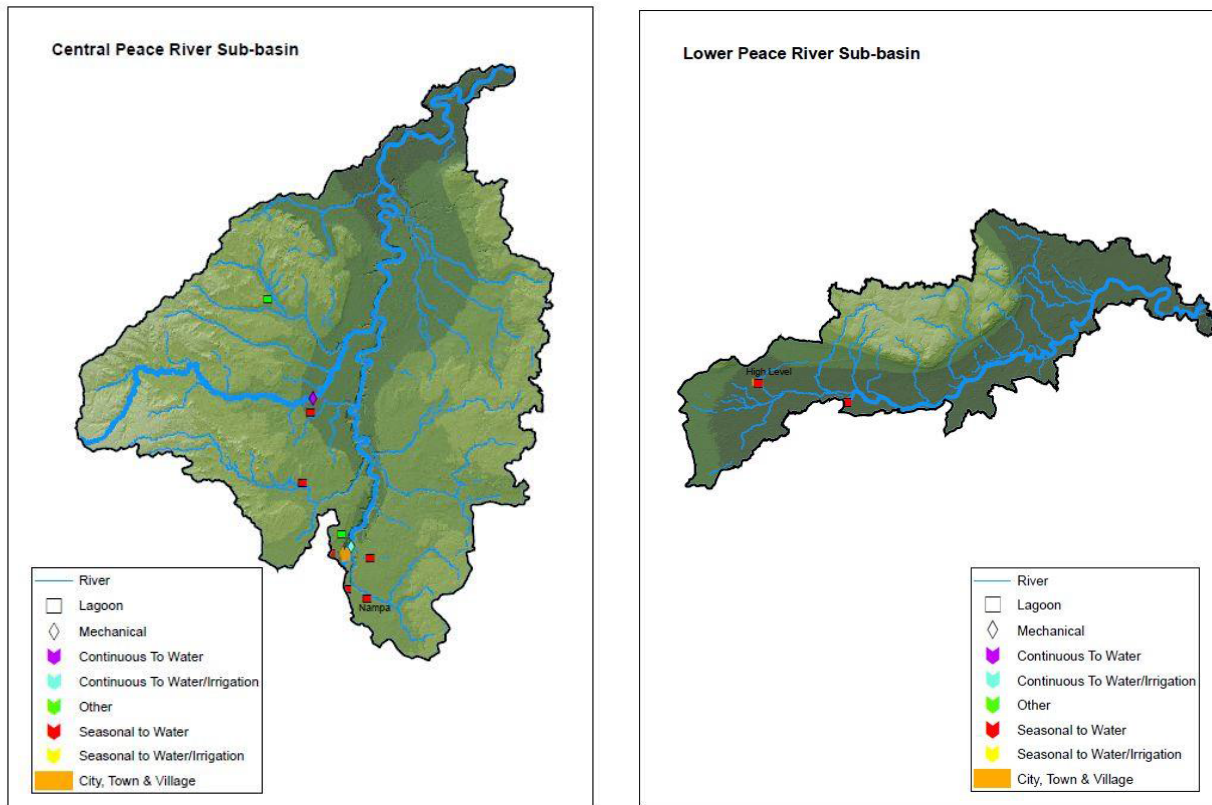 Central Peace River Sub-basin
Nampa
River
Lagoon
Mechanical
Continuous To Water
Continuous To Water/Irrigation
Other
Seasonal to Water
Seasonal to Water/Irrigation
City, Town & Village
Lower Peace River Sub-basin
High Level
River
Lagoon
Mechanical
Continuous To Water
Continuous To Water/Irrigation
Other
Seasonal to Water
Seasonal to Water/Irrigation
City, Town & Village